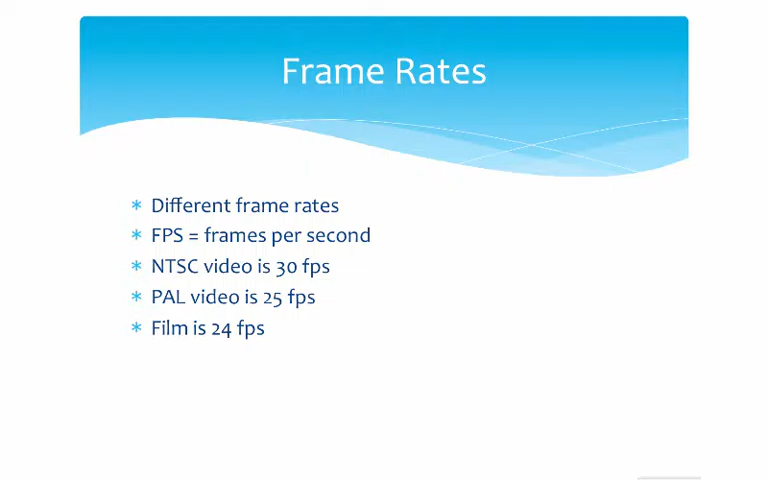 Frame Rates
* Different frame rates
* FPS = frames per second
* NTSC video is 30 fps
* PAL video is 25 fps
* Film is 24 fps